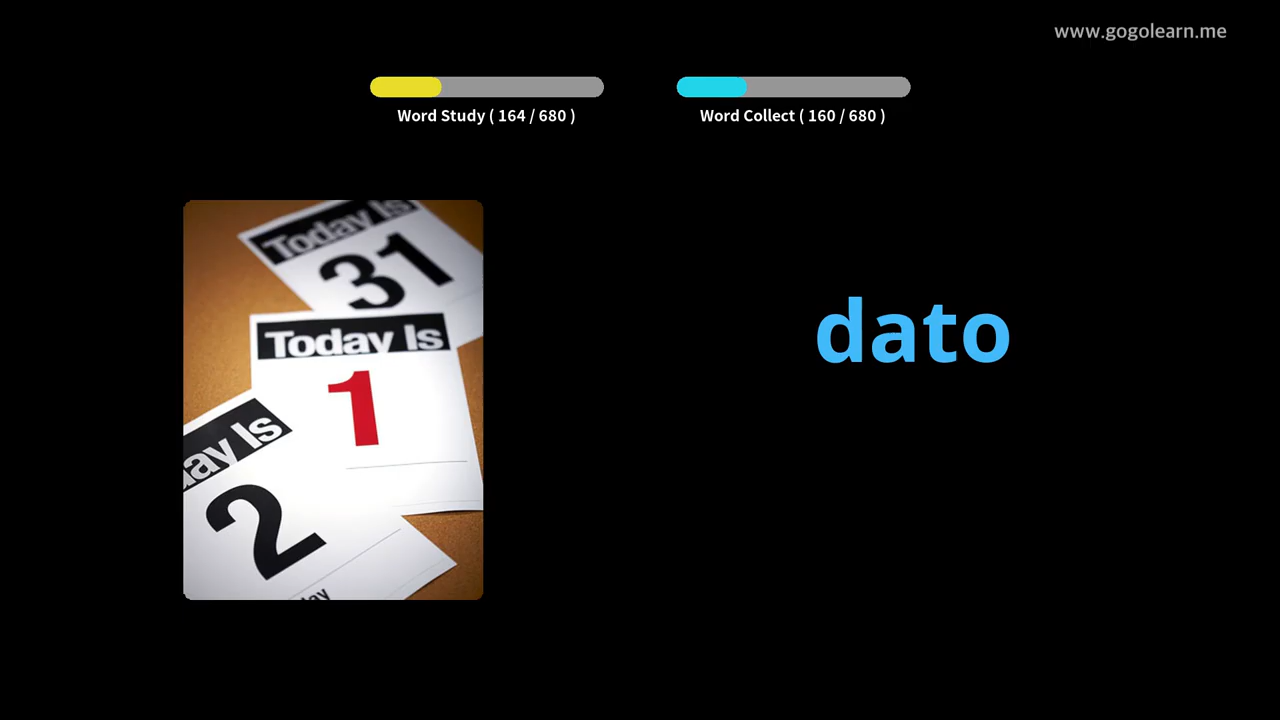 www.gogolearn.me
Word Study ( 164 / 680 )
Word Collect ( 160 / 680 )
Today Is
31
Today Is
1
ay Is
2
ay
dato